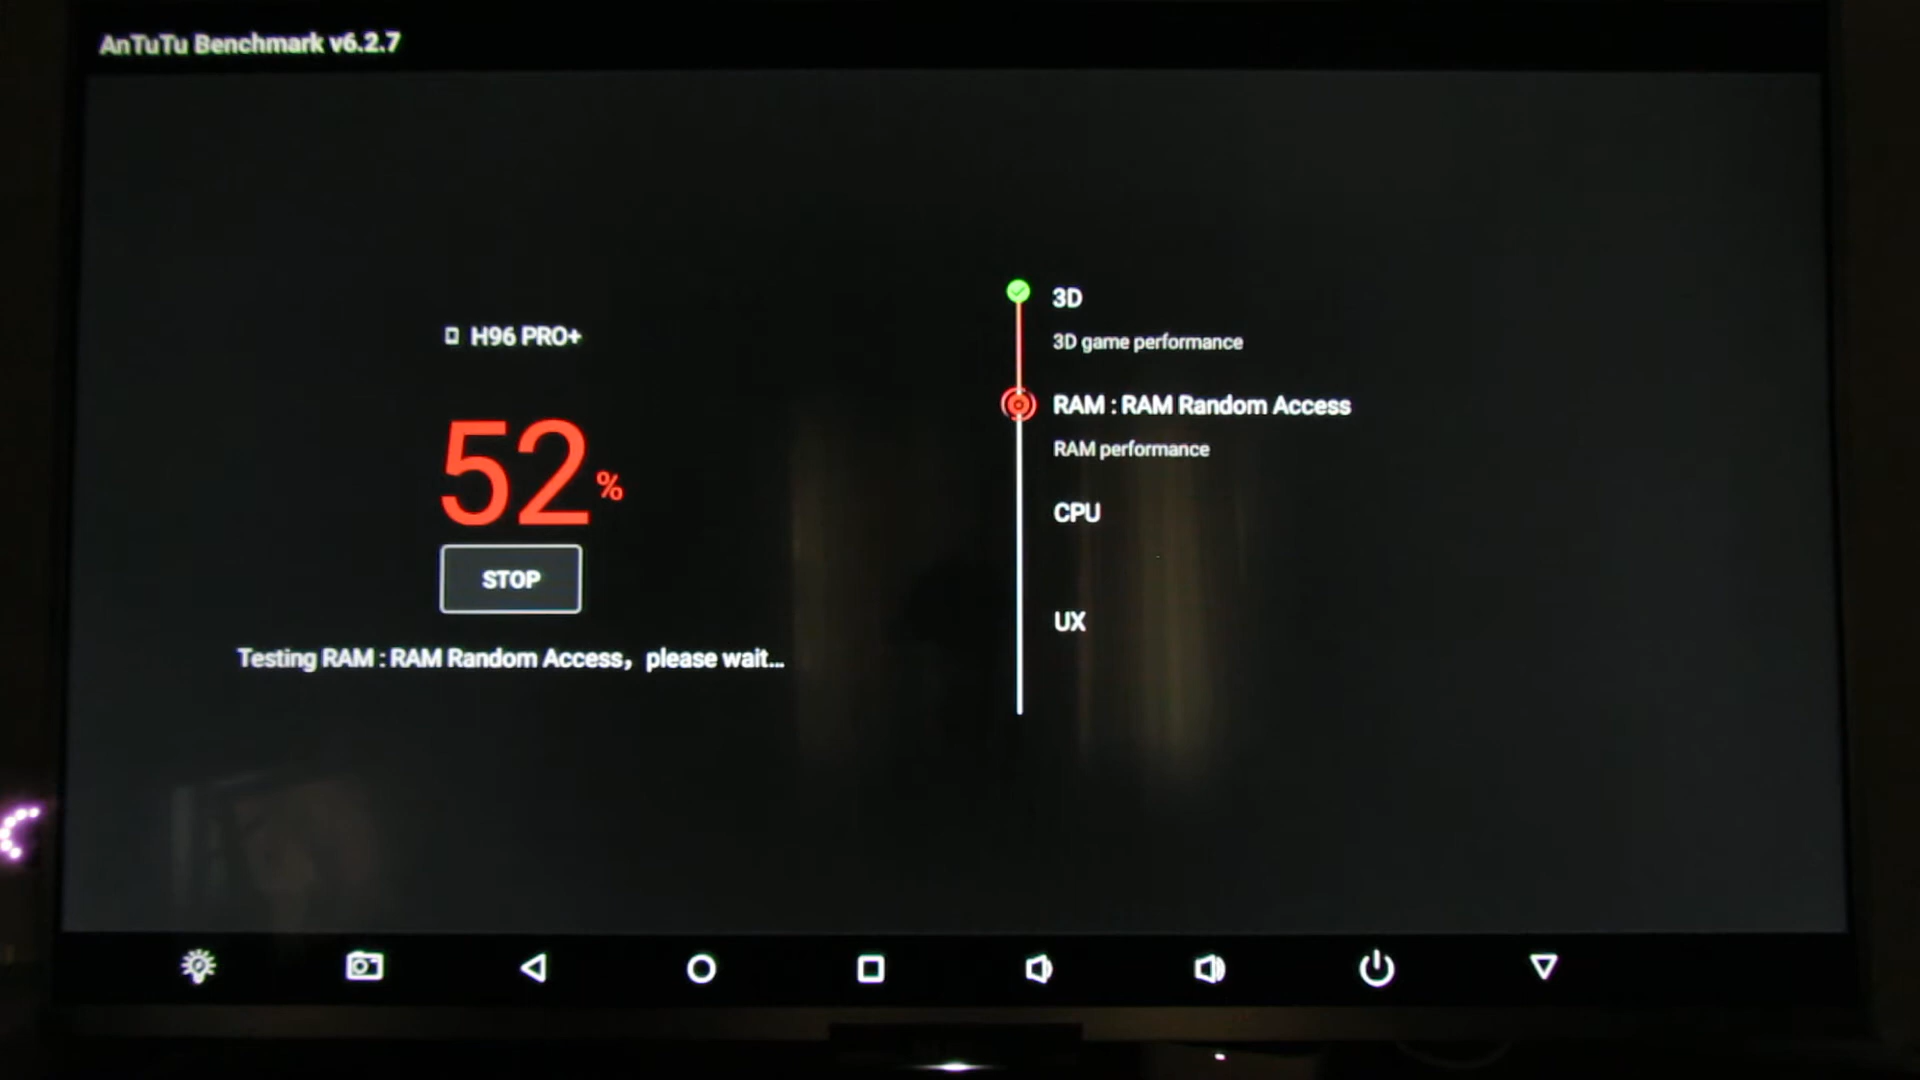 AnTuTu Benchmark v6.2.7
H96 PRO+
52%
STOP
Testing RAM : RAM Random Access， please wait...
3D
3D game performance
RAM : RAM Random Access
RAM performance
CPU
UX